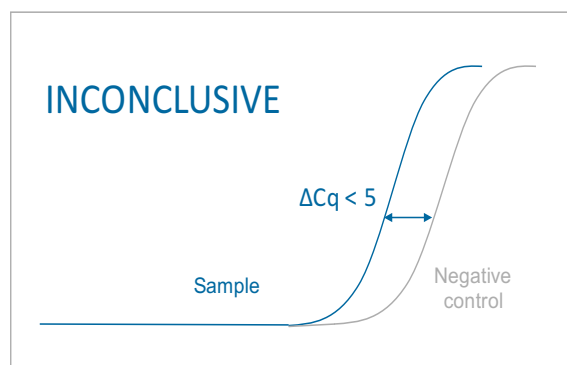 INCONCLUSIVE
ΔCq < 5
Sample
Negative
control